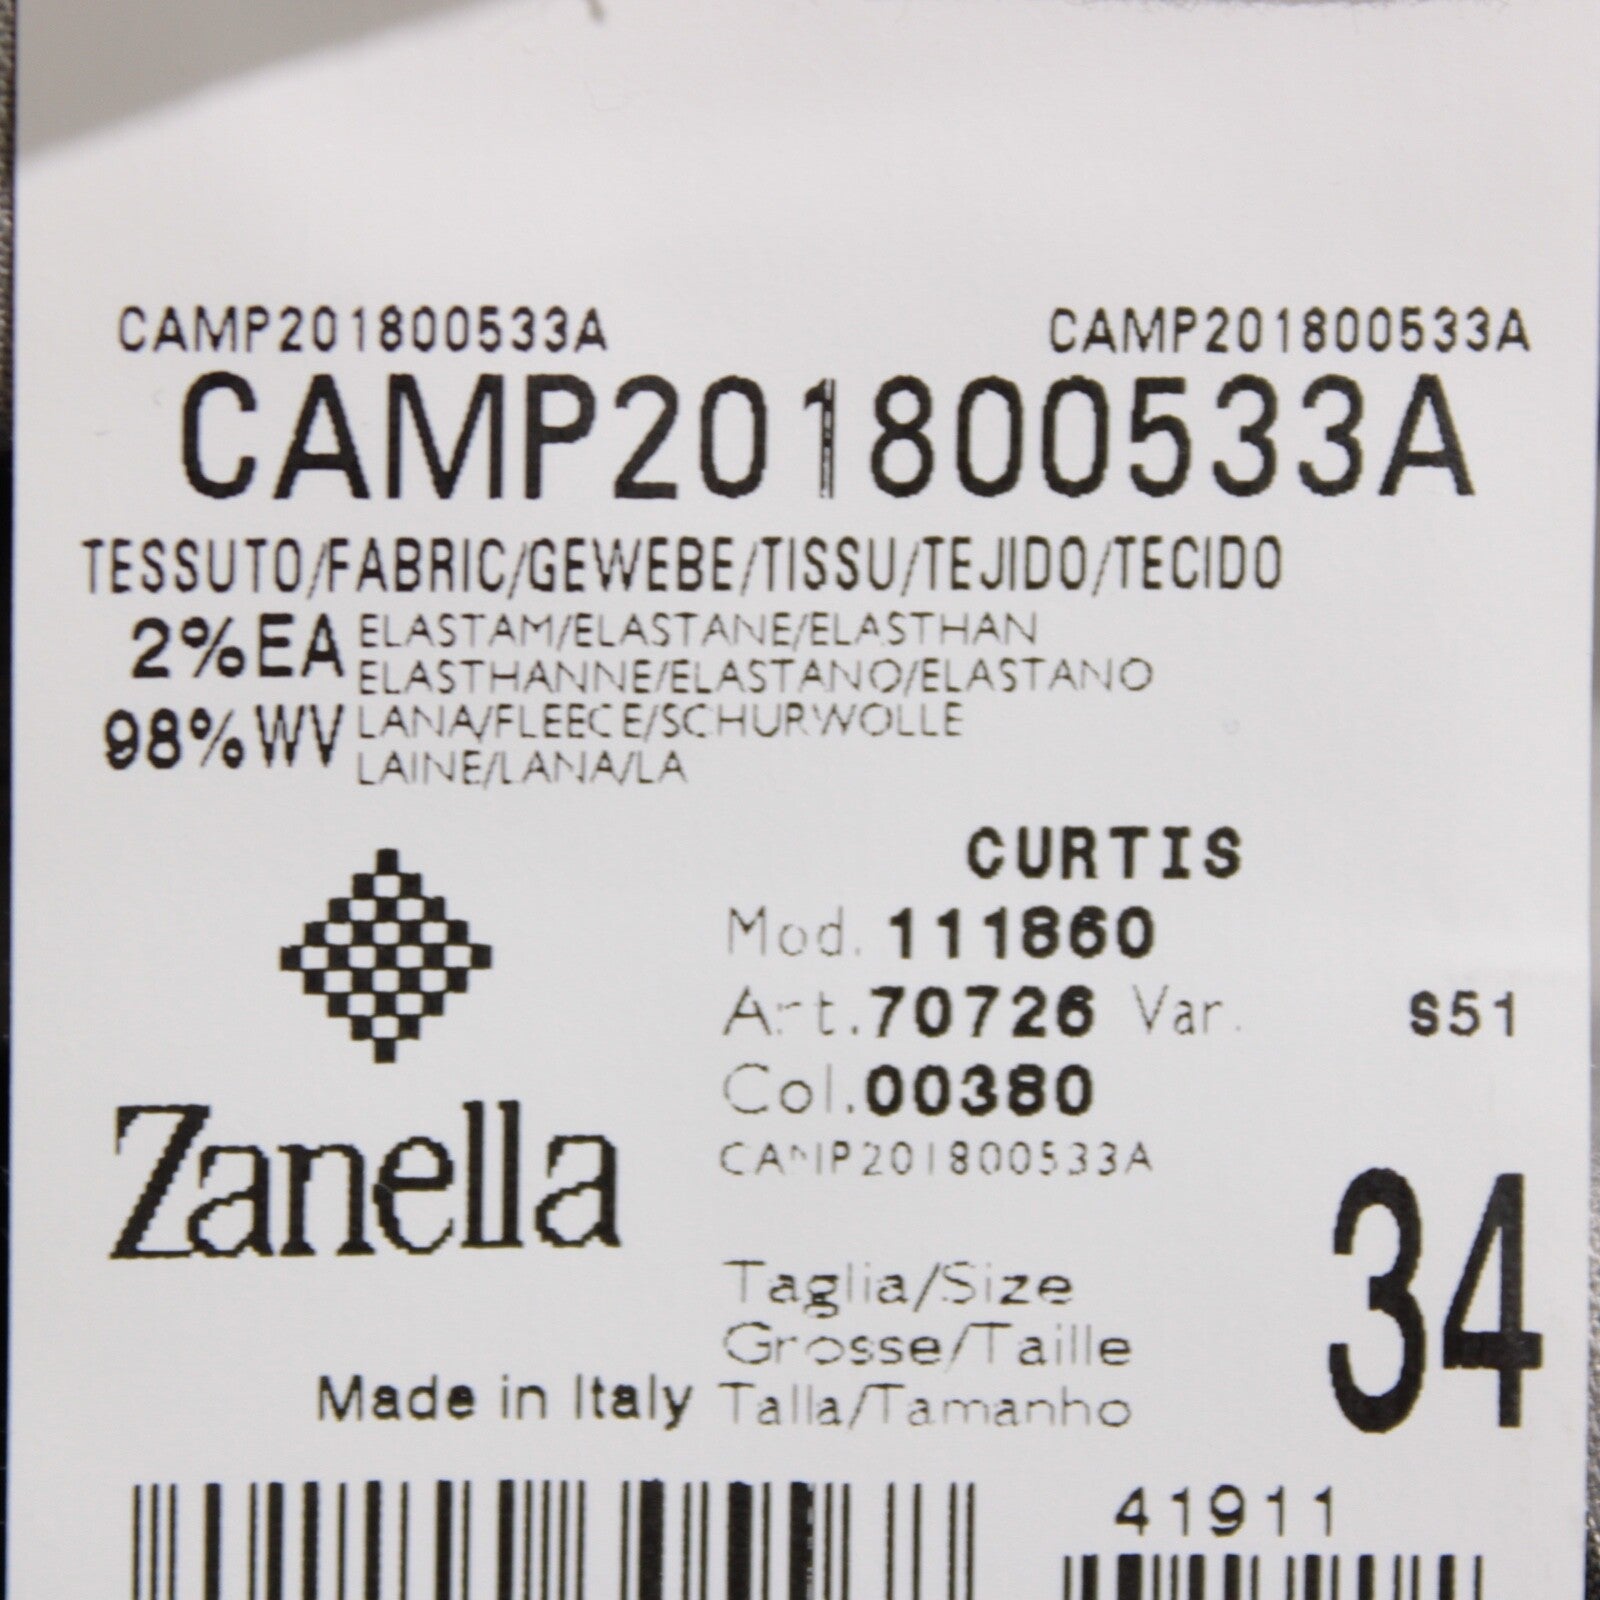 CAMP201800533A CAMP201800533A
CAMP201800533A
TESSUTO/FABRIC/GEWEBE/TISSU/TEJIDO/TECIDO
2%EA ELASTAM/ELASTANE/ELASTHAN
ELASTHANNE/ELASTANO/ELASTANO
98%WV LANA/FLEECE/SCHURWOLLE
LAINE/LANA/LA
CURTIS
Mod. 111860
Art.70726 Var. S51
Col.00380
CAMP201800533A
Zanella
34
Taglia/Size
Grosse/Taille
Made in Italy Talla/Tamanho
41911